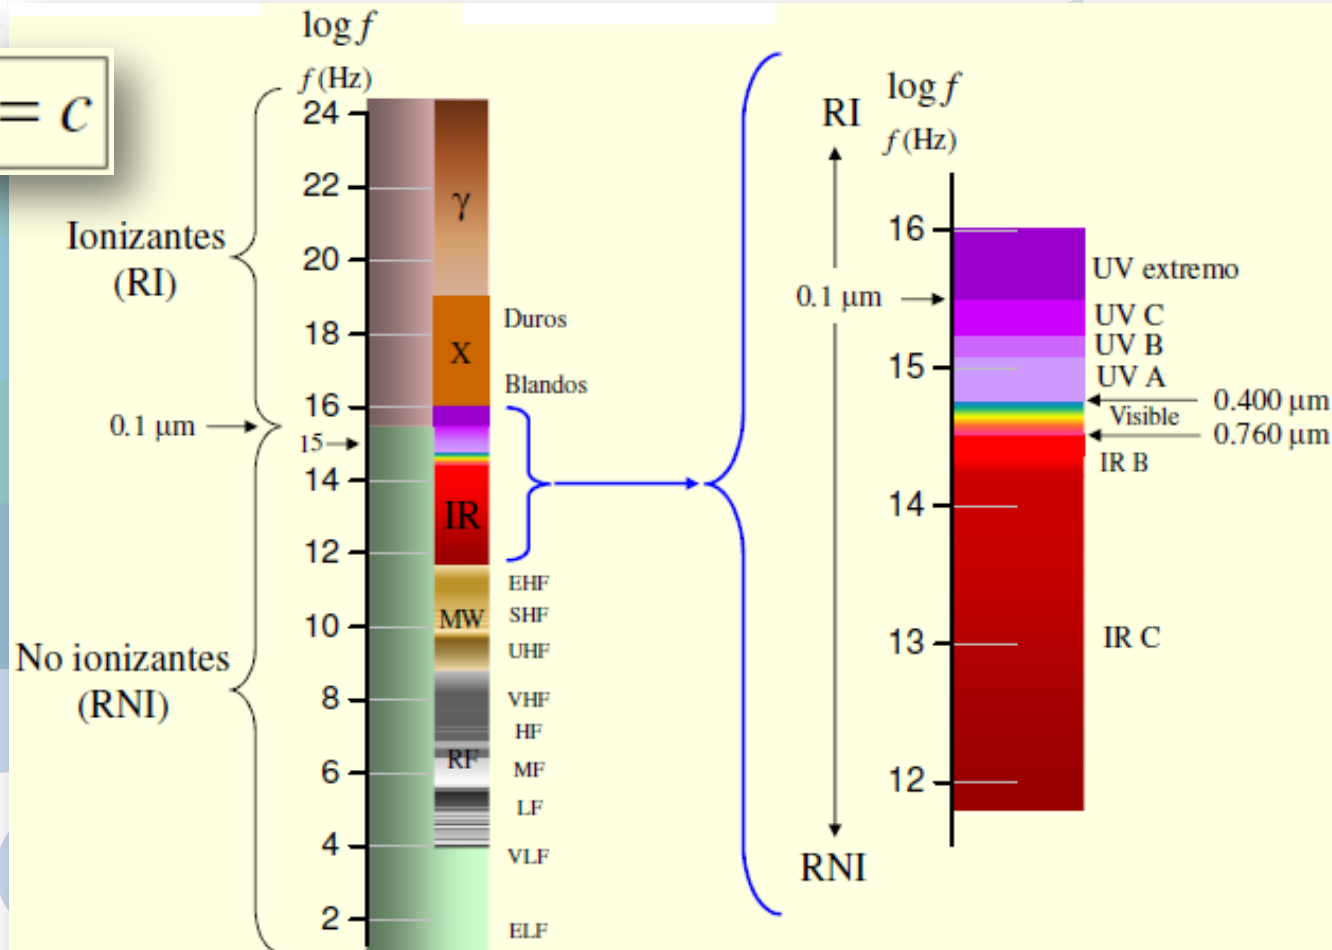 log f
f (Hz)
= c
24
22
20
18
16
15
14
12
10
8
6
4
2
Ionizantes
(RI)
0.1 μm
No ionizantes
(RNI)
γ
X
IR
MW
RF
Duros
Blandos
EHF
SHF
UHF
VHF
HF
MF
LF
VLF
ELF
RI
0.1 μm
RNI
log f
f (Hz)
16
15
14
13
12
UV extremo
UV C
UV B
UV A
Visible
0.400 μm
0.760 μm
IR B
IR C